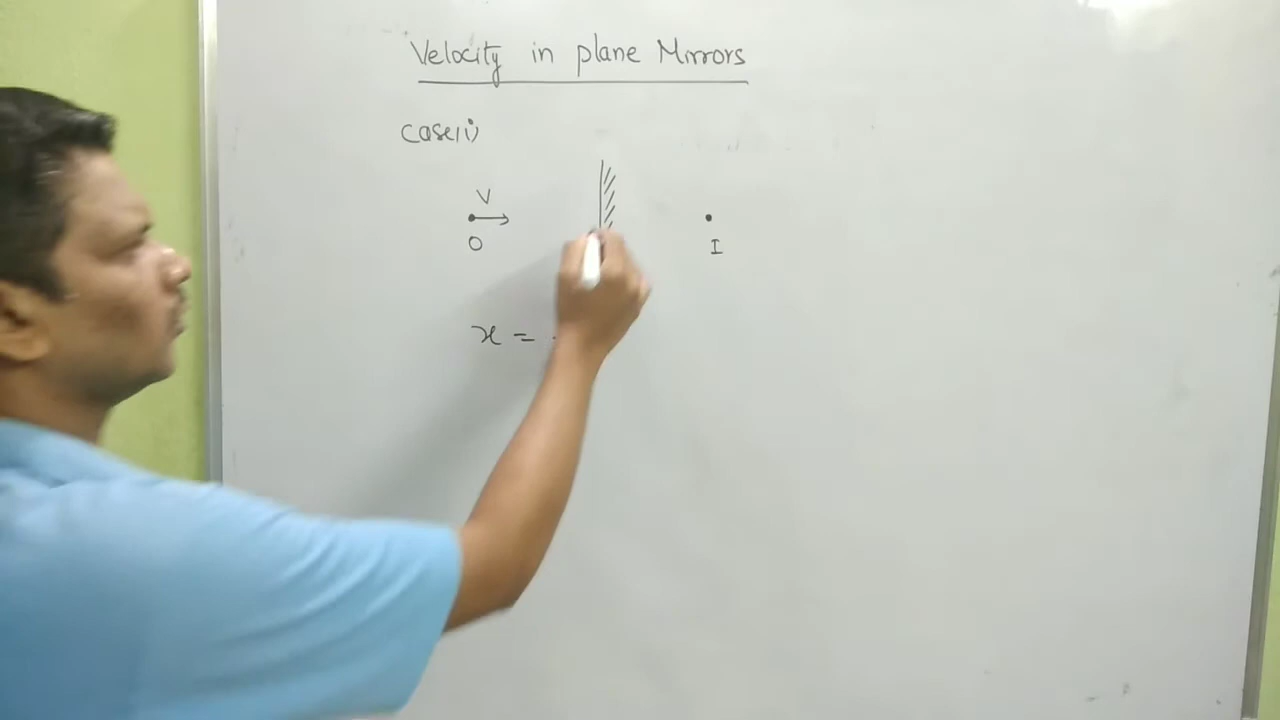 Velocity in plane Mirrors
Case(i)
V
O
I
x =